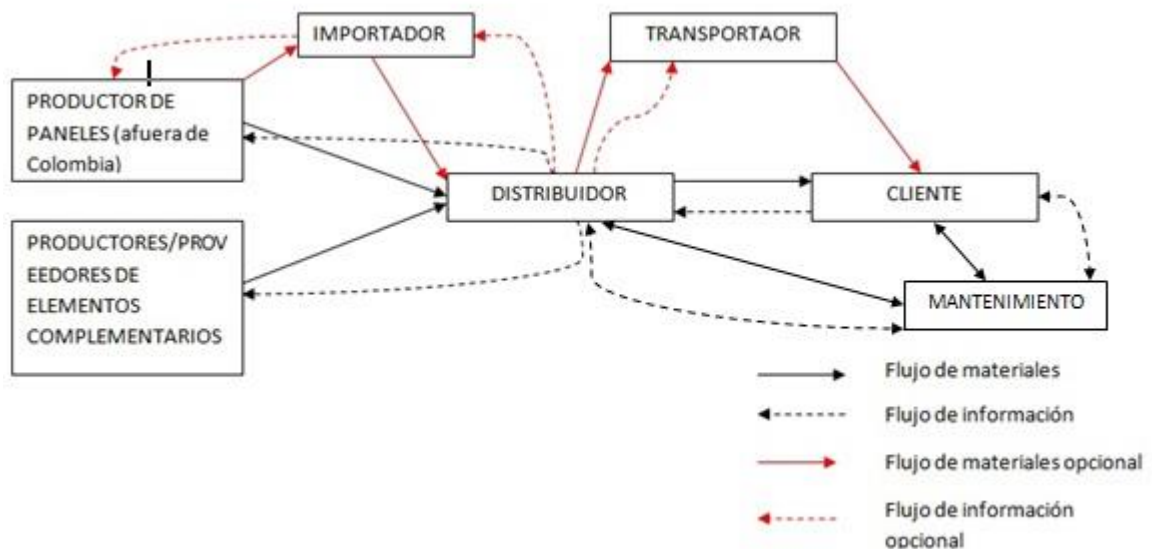 IMPORTADOR
TRANSPORTAOR
PRODUCTOR DE
PANELES (afuera de
Colombia)
DISTRIBUIDOR
CLIENTE
PRODUCTORES/PROV
EEDORES DE
ELEMENTOS
COMPLEMENTARIOS
MANTENIMIENTO
Flujo de materiales
Flujo de información
Flujo de materiales opcional
Flujo de información
opcional